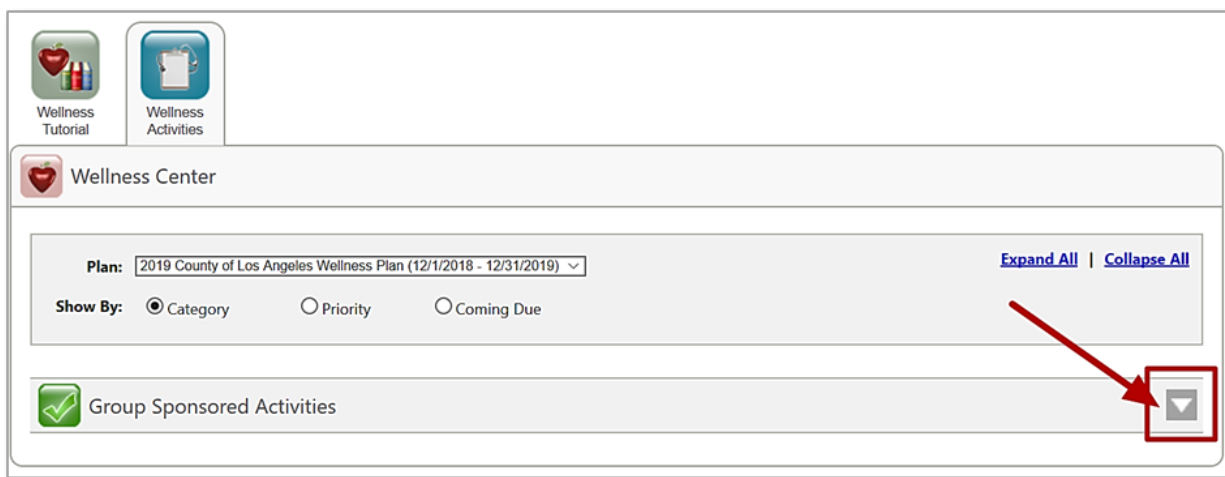 Wellness
Tutorial
Wellness
Activities
Wellness Center
Plan: 2019 County of Los Angeles Wellness Plan (12/1/2018 - 12/31/2019)
Expand All | Collapse All
Show By: Category Priority Coming Due
Group Sponsored Activities